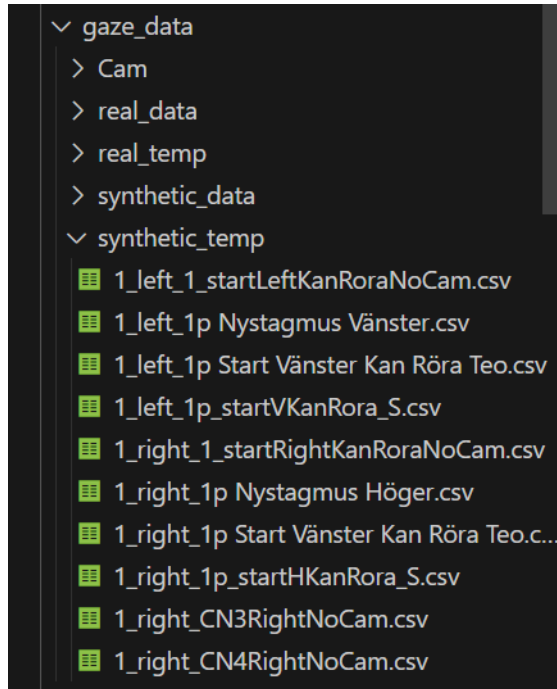 gaze_data
Cam
real_data
real_temp
synthetic_data
synthetic_temp
1_left_1_startLeftKanRoraNoCam.csv
1_left_1p Nystagmus Vänster.csv
1_left_1p Start Vänster Kan Röra Teo.csv
1_left_1p_startVKanRora_S.csv
1_right_1_startRightKanRoraNoCam.csv
1_right_1p Nystagmus Höger.csv
1_right_1p Start Vänster Kan Röra Teo.c...
1_right_1p_startHKanRora_S.csv
1_right_CN3RightNoCam.csv
1_right_CN4RightNoCam.csv